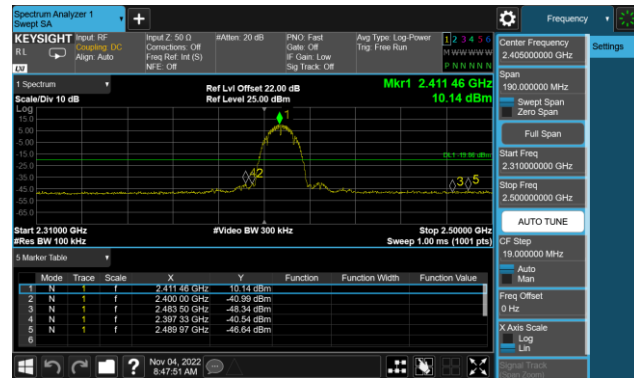 Spectrum Analyzer 1
Swept SA
Frequency
KEYSIGHT
RL
LXI
Input: RF
Coupling: DC
Align: Auto
Input Z: 50 Ω
Corrections: Off
Freq Ref: Int (S)
NFE: Off
#Atten: 20 dB
PNO: Fast
Gate: Off
IF Gain: Low
Sig Track: Off
Avg Type: Log-Power
Trig: Free Run
1 2 3 4 5 6
M W W W W W
P N N N N N
1 Spectrum
Scale/Div 10 dB
Ref Lvl Offset 22.00 dB
Ref Level 25.00 dBm
Mkr1 2.411 46 GHz
10.14 dBm
Log
15.0
5.00
-5.00
-15.0
-25.0
-35.0
-45.0
-55.0
-65.0
1
42
3 5
Start 2.31000 GHz
#Res BW 100 kHz
#Video BW 300 kHz
Stop 2.50000 GHz
Sweep 1.00 ms (1001 pts)
5 Marker Table
Mode Trace Scale X Y Function Function Width Function Value
1 N 1 f 2.411 46 GHz 10.14 dBm
2 N 1 f 2.400 00 GHz -40.99 dBm
3 N 1 f 2.483 50 GHz -48.34 dBm
4 N 1 f 2.397 33 GHz -40.54 dBm
5 N 1 f 2.489 97 GHz -46.64 dBm
6
Nov 04, 2022
8:47:51 AM
Center Frequency
2.405000000 GHz
Settings
Span
190.000000 MHz
Swept Span
Zero Span
Full Span
Start Freq
2.310000000 GHz
Stop Freq
2.500000000 GHz
AUTO TUNE
CF Step
19.000000 MHz
Auto
Man
Freq Offset
0 Hz
X Axis Scale
Log
Lin
Signal Track
(Span Zoom)